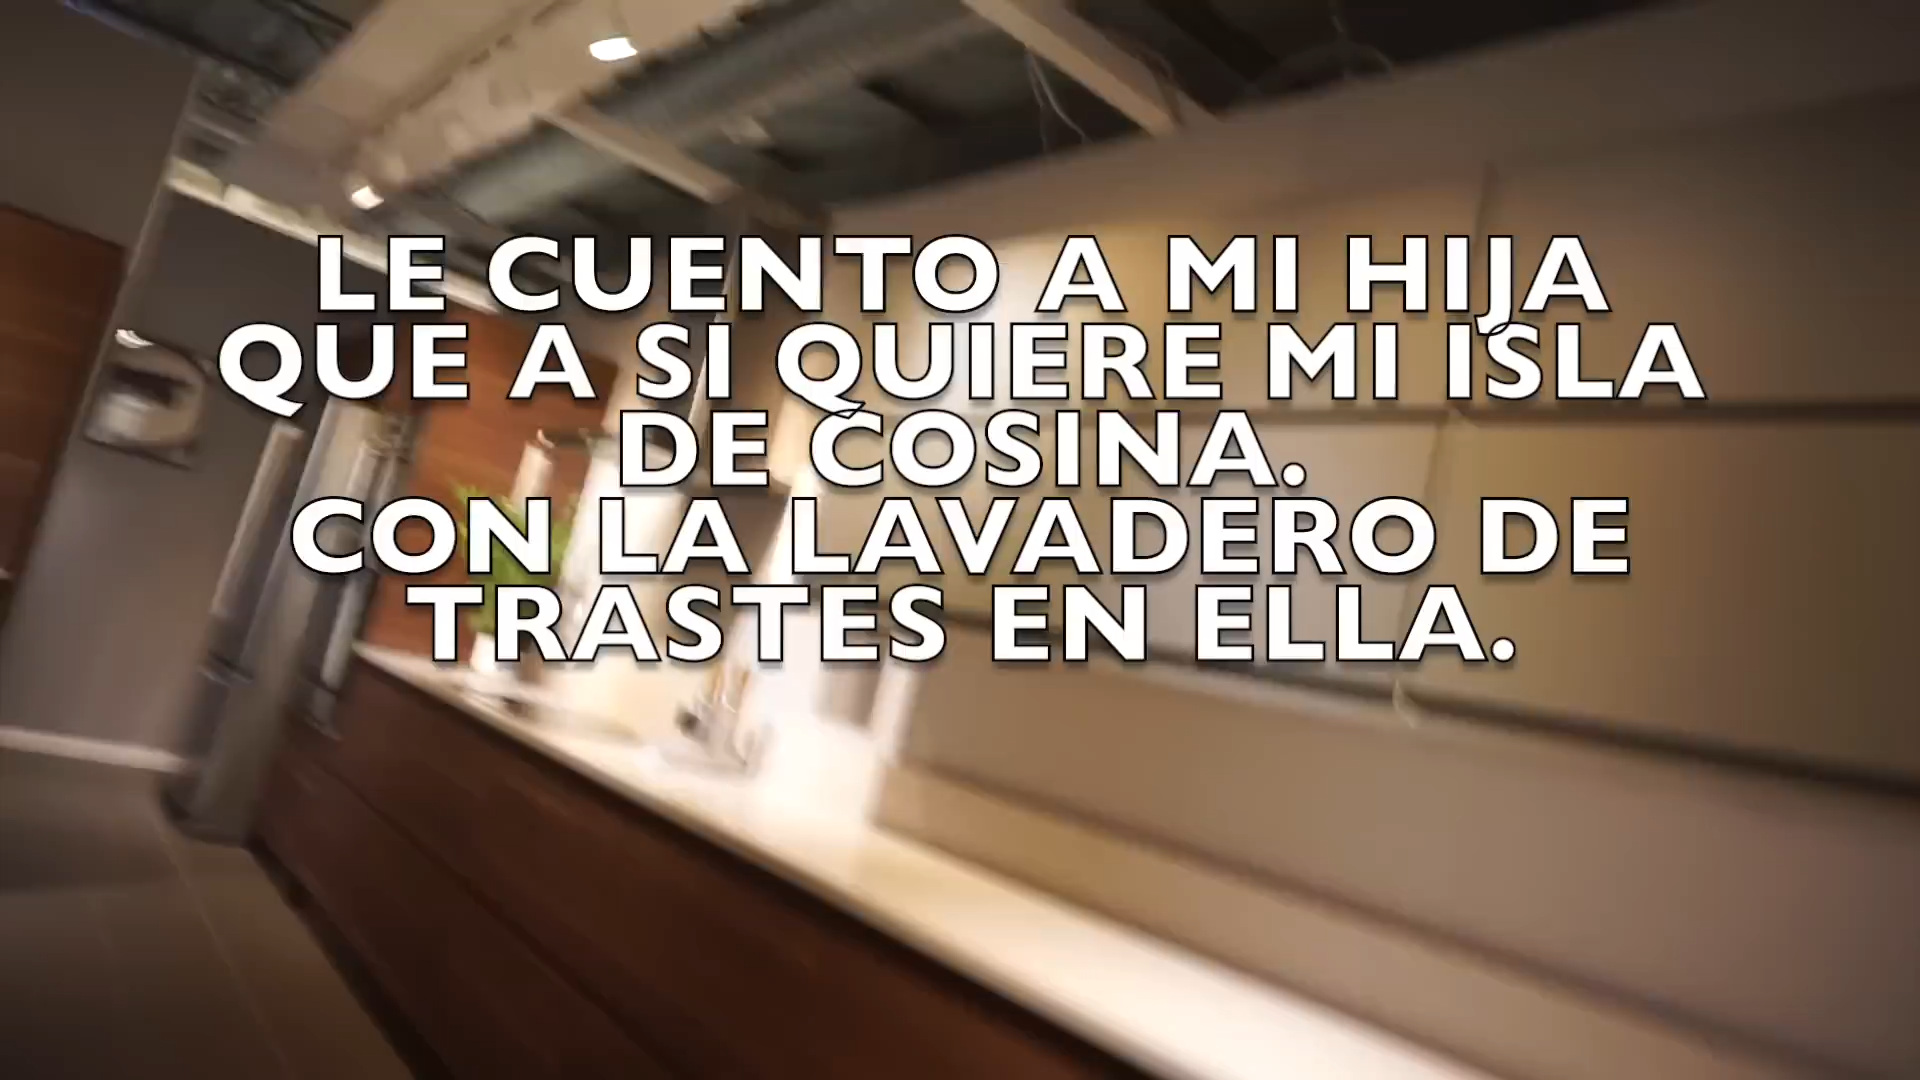 LE CUENTO A MI HIJA
QUE A SI QUIERE MI ISLA
DE COSINA.
CON LA LAVADERO DE
TRASTES EN ELLA.